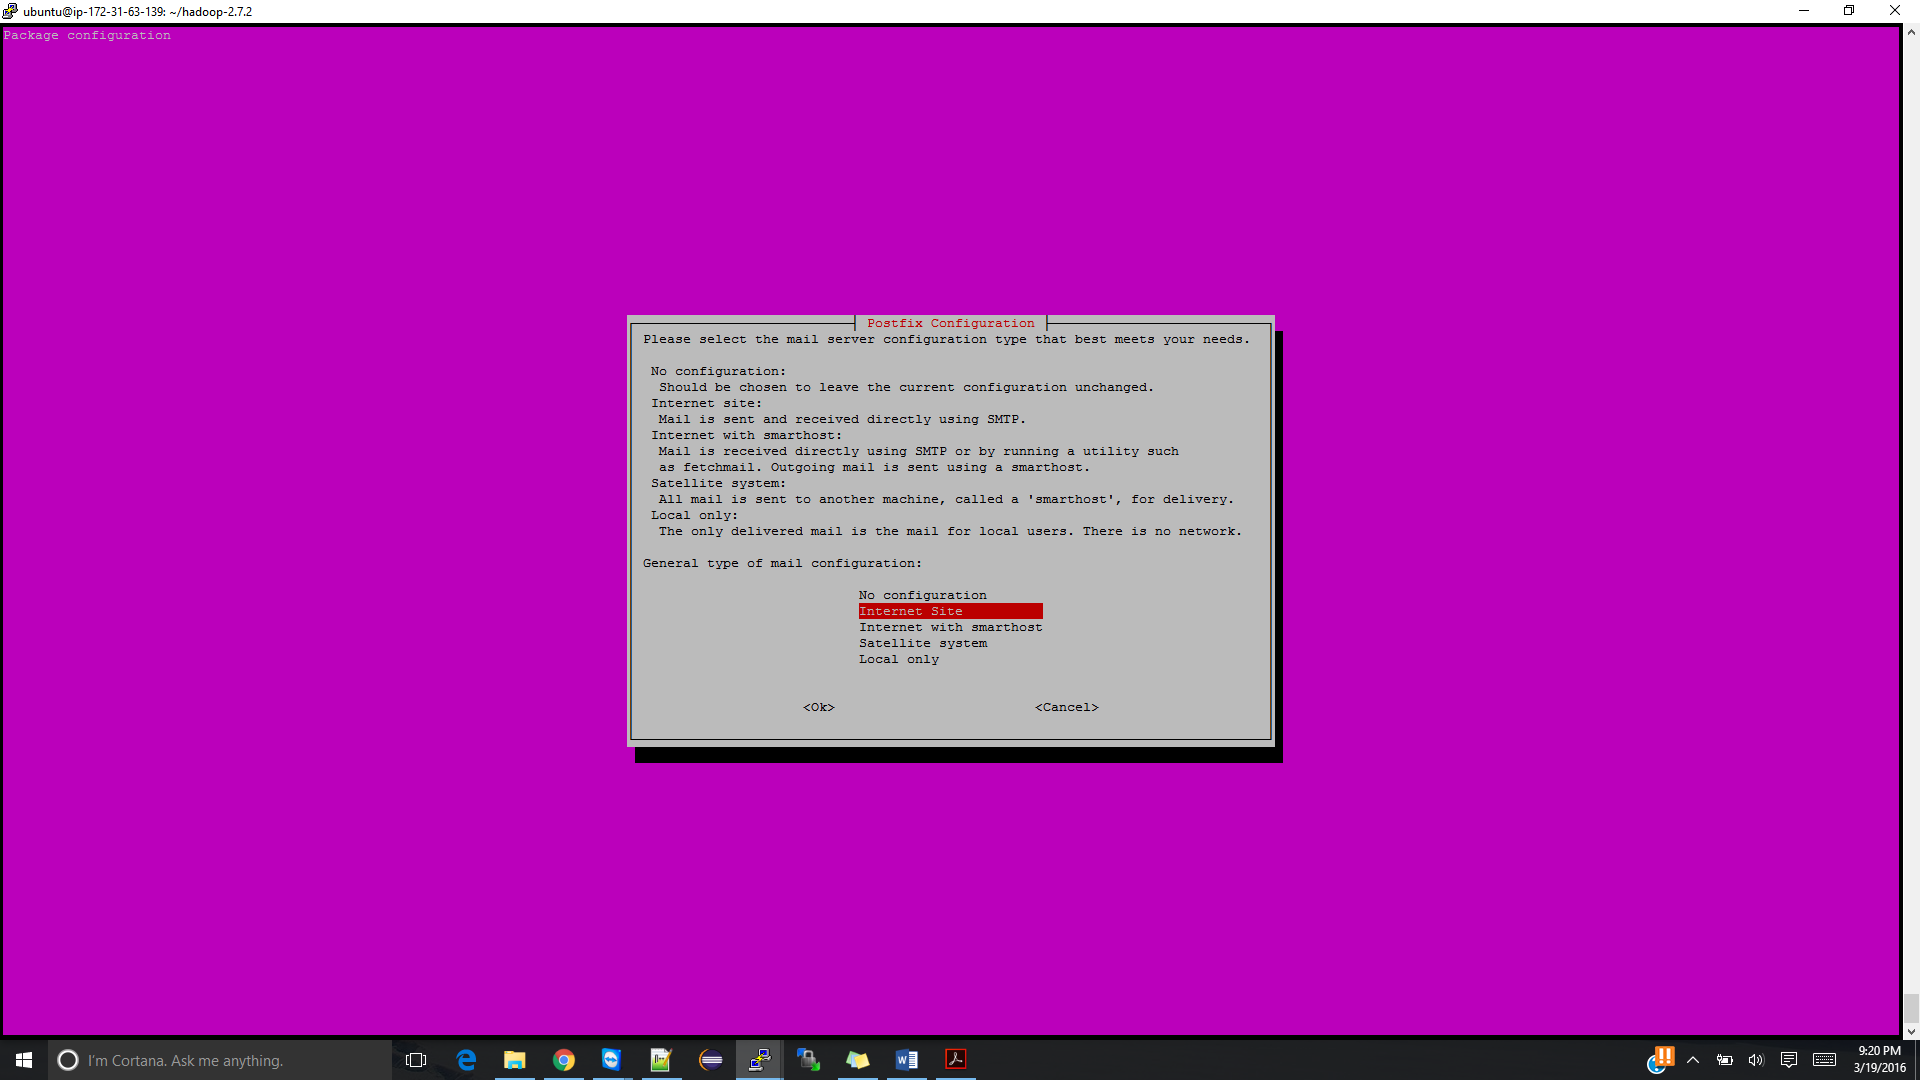 ubuntu@ip-172-31-63-139: ~/hadoop-2.7.2
Package configuration
Postfix Configuration
Please select the mail server configuration type that best meets your needs.
No configuration:
Should be chosen to leave the current configuration unchanged.
Internet site:
Mail is sent and received directly using SMTP.
Internet with smarthost:
Mail is received directly using SMTP or by running a utility such
as fetchmail. Outgoing mail is sent using a smarthost.
Satellite system:
All mail is sent to another machine, called a 'smarthost', for delivery.
Local only:
The only delivered mail is the mail for local users. There is no network.
General type of mail configuration:
No configuration
Internet Site
Internet with smarthost
Satellite system
Local only
<Ok> <Cancel>
I'm Cortana. Ask me anything.
9:20 PM
3/19/2016